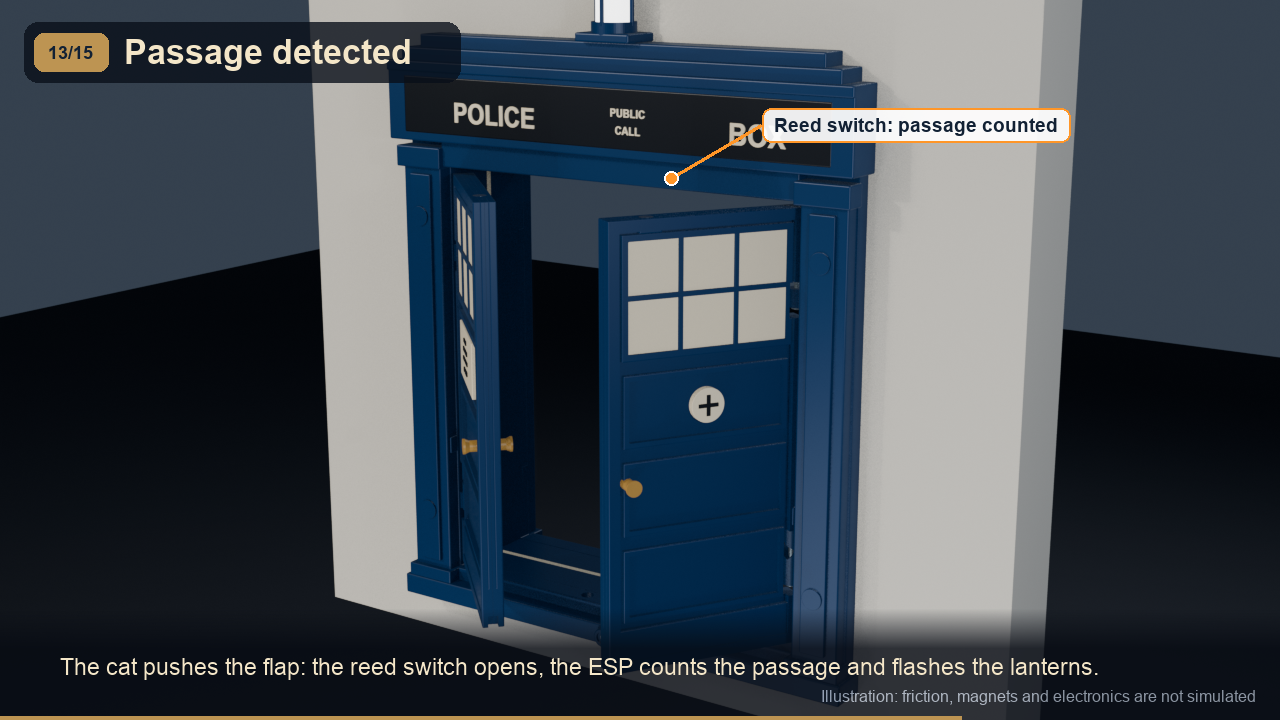 13/15 Passage detected
POLICE PUBLIC CALL BOX
Reed switch: passage counted
The cat pushes the flap: the reed switch opens, the ESP counts the passage and flashes the lanterns.
Illustration: friction, magnets and electronics are not simulated